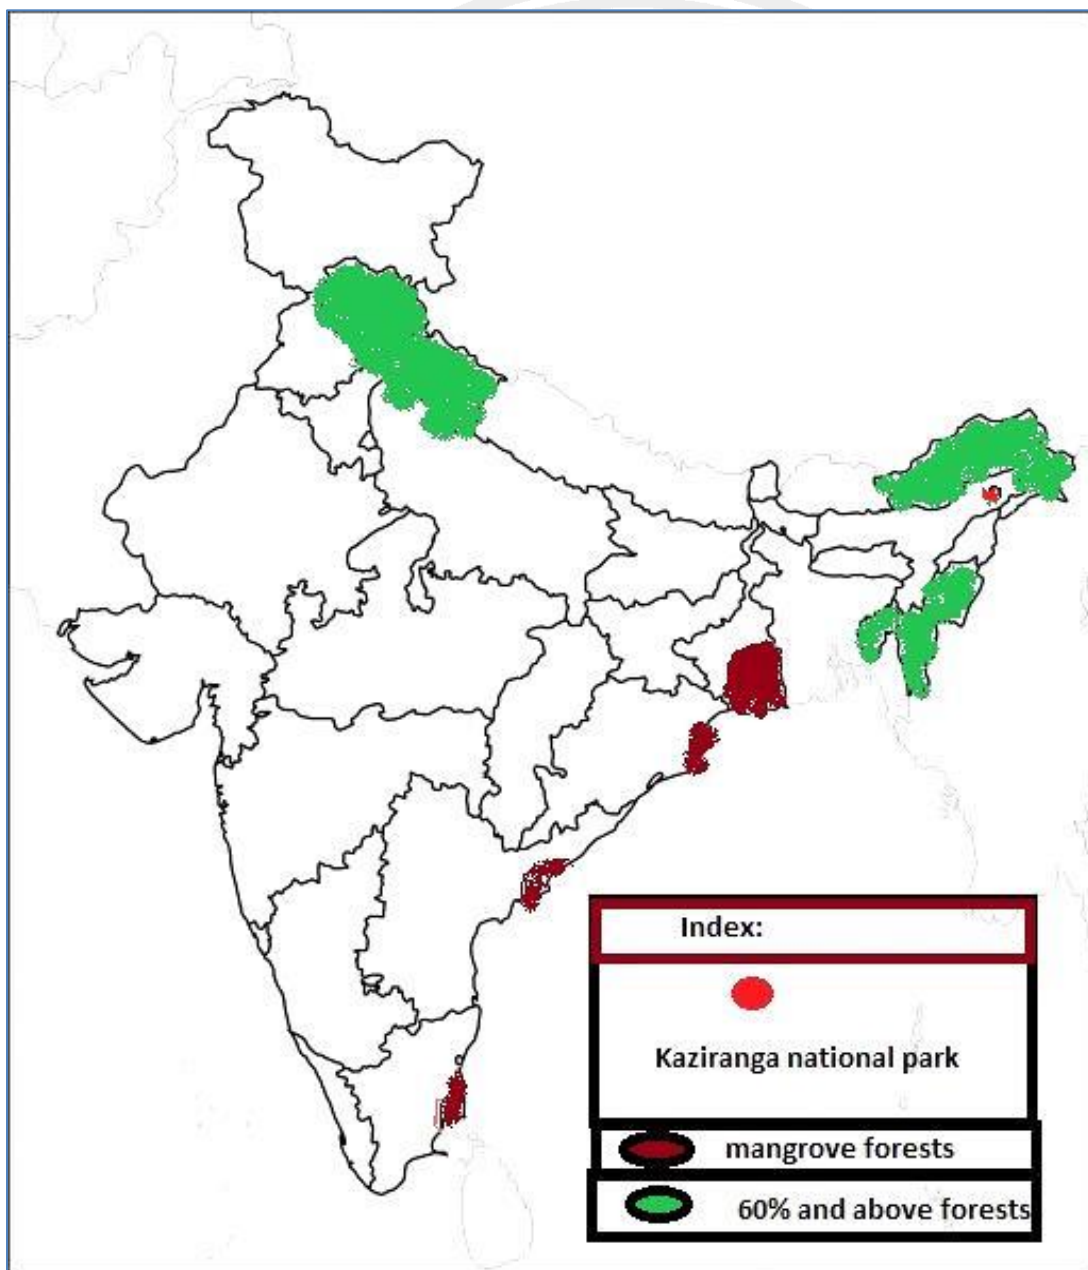 Index:
Kaziranga national park
mangrove forests
60% and above forests